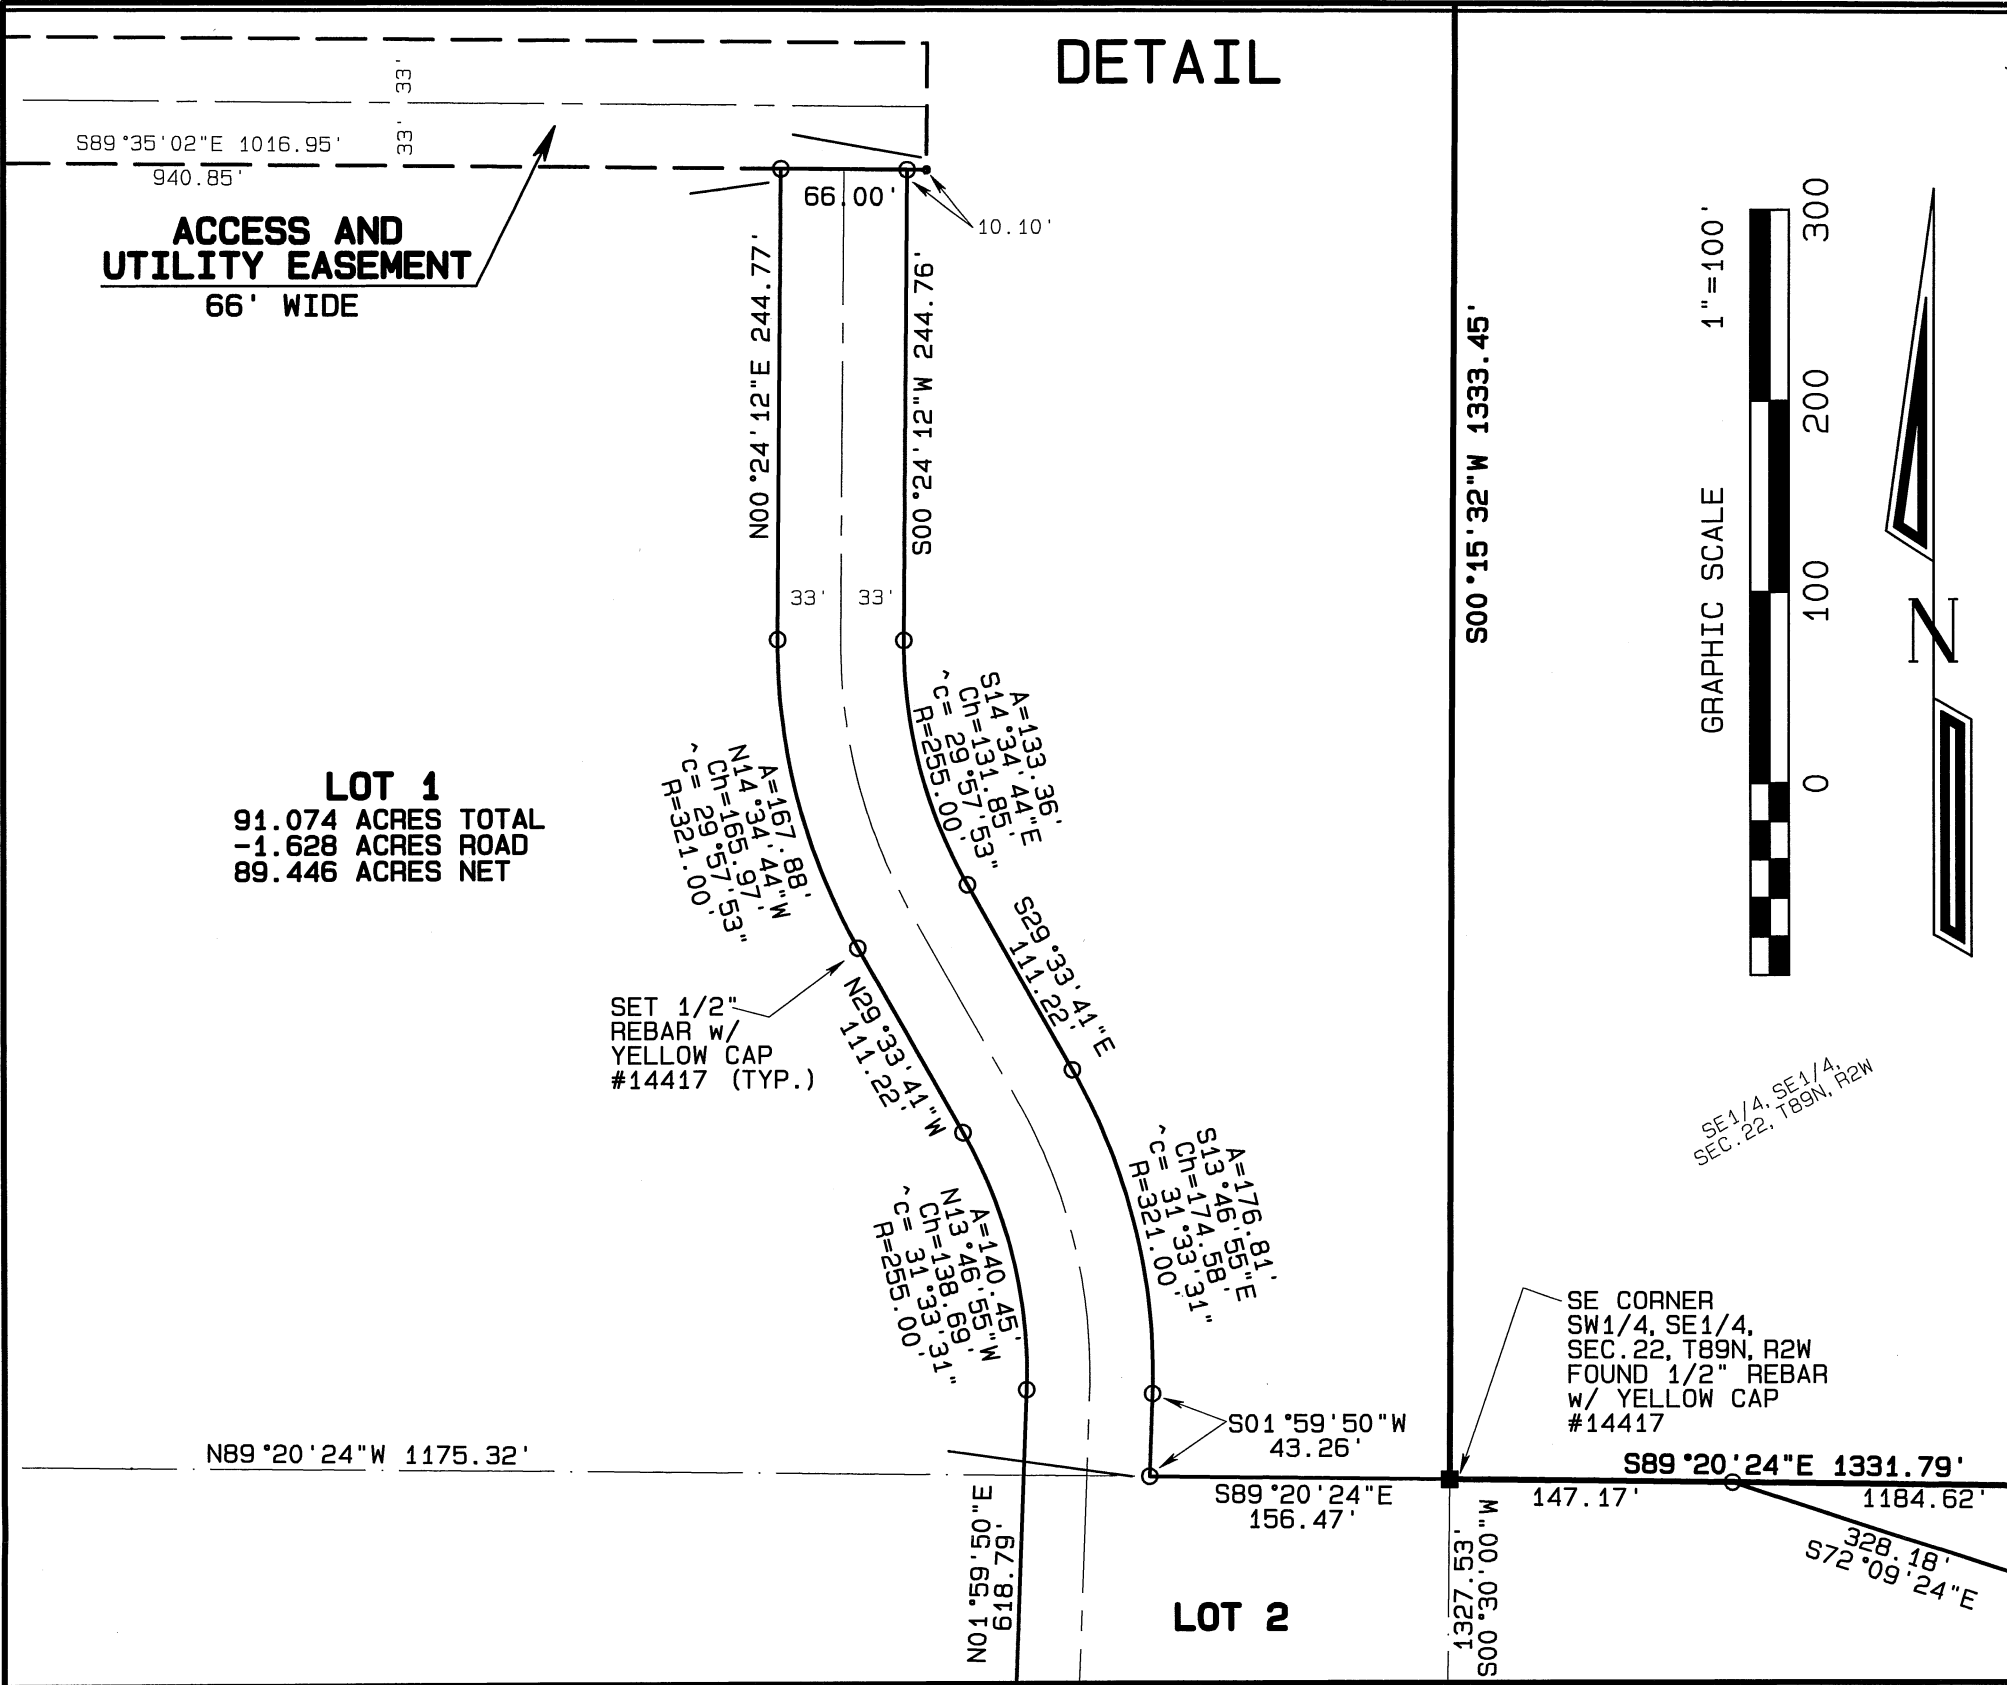 DETAIL
33'
33'
S89°35'02"E 1016.95'
940.85'
ACCESS AND
UTILITY EASEMENT
66' WIDE
66.00'
10.10'
N00°24'12"E 244.77'
S00°24'12"W 244.76'
33'
33'
S00°15'32"W 1333.45'
1"=100'
GRAPHIC SCALE
300
200
100
0
N
A=133.36'
S14°34'44"E
Ch=131.85'
^c= 29°57'53"
R=255.00'
A=167.88'
N14°34'44"W
Ch=165.97'
^c= 29°57'53"
R=321.00'
LOT 1
91.074 ACRES TOTAL
-1.628 ACRES ROAD
89.446 ACRES NET
S29°33'41"E
111.22'
N29°33'41"W
111.22'
SET 1/2"
REBAR w/
YELLOW CAP
#14417 (TYP.)
SE1/4, SE1/4,
SEC.22, T89N, R2W
A=176.81'
S13°46'55"E
Ch=174.58'
^c= 31°33'31"
R=321.00'
A=140.45'
N13°46'55"W
Ch=138.69'
^c= 31°33'31"
R=255.00'
SE CORNER
SW1/4, SE1/4,
SEC.22, T89N, R2W
FOUND 1/2" REBAR
w/ YELLOW CAP
#14417
S01°59'50"W
43.26'
N89°20'24"W 1175.32'
S89°20'24"E 1331.79'
S89°20'24"E
156.47'
147.17'
1184.62'
N01°59'50"E
618.79'
1327.53'
S00°30'00"W
328.18'
S72°09'24"E
LOT 2